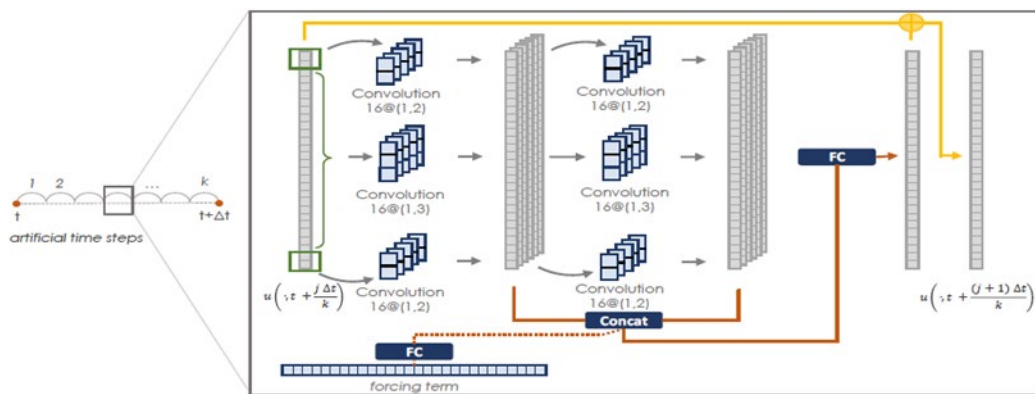 1 2 ... k
t t+Δt
artificial time steps
Convolution
16@(1,2)
Convolution
16@(1,2)
Convolution
16@(1,3)
Convolution
16@(1,3)
FC
Convolution
16@(1,2)
Convolution
16@(1,2)
u(·,t + j Δt/k)
u(·,t + (j + 1) Δt/k)
Concat
FC
forcing term